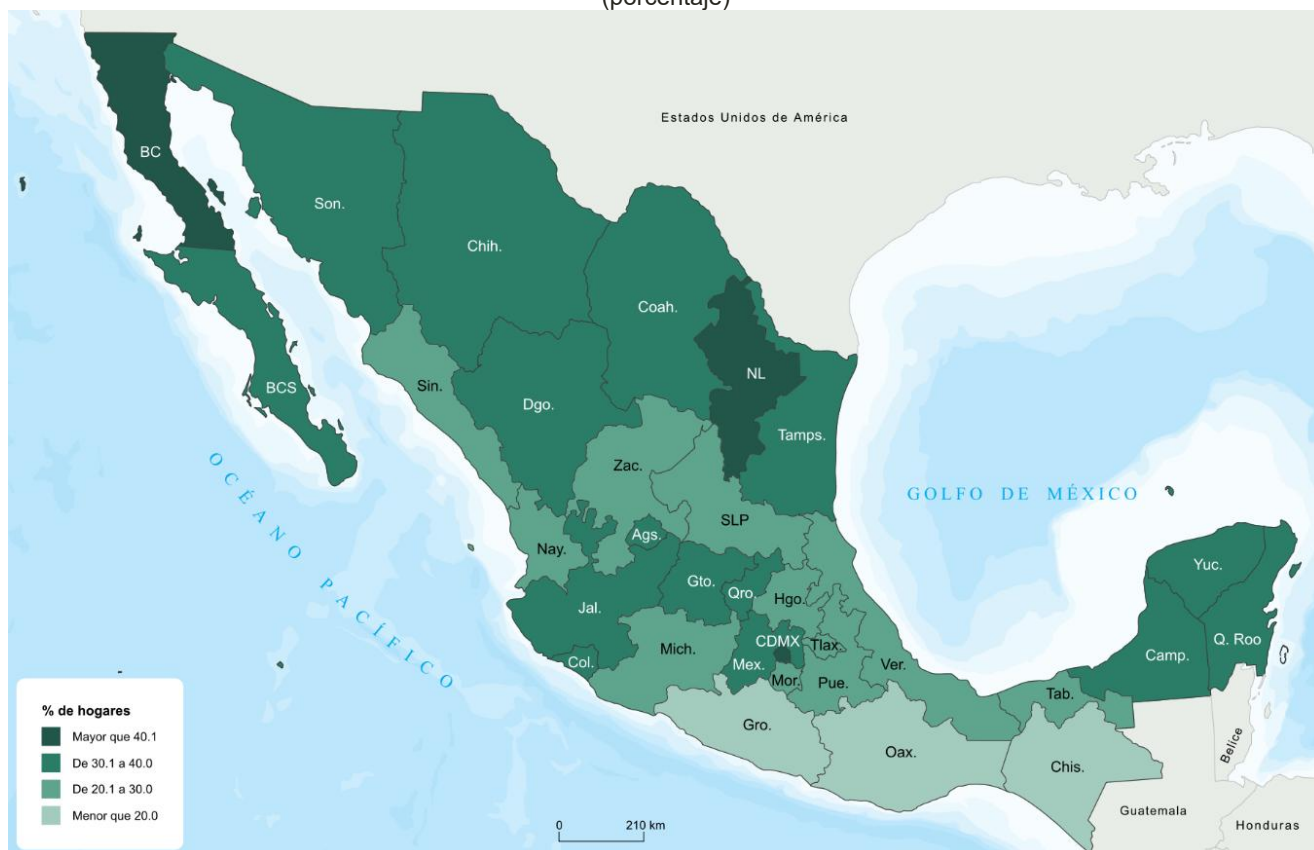 (porcentaje)
Estados Unidos de América
BC
Son.
Chih.
Coah.
NL
BCS
Sin.
Dgo.
Tamps.
Zac.
SLP
GOLFO DE MÉXICO
OCÉANO PACÍFICO
Nay.
Ags.
Gto.
Qro.
Hgo.
Yuc.
Jal.
CDMX
Tlax.
Q. Roo
Col.
Mich.
Mex.
Mor.
Pue.
Ver.
Camp.
Tab.
Gro.
Oax.
Chis.
Belice
Guatemala
Honduras
% de hogares
Mayor que 40.1
De 30.1 a 40.0
De 20.1 a 30.0
Menor que 20.0
0 210 km